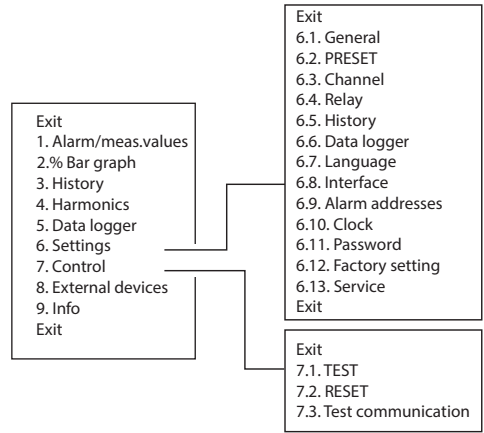 Exit
1. Alarm/meas.values
2.% Bar graph
3. History
4. Harmonics
5. Data logger
6. Settings
7. Control
8. External devices
9. Info
Exit
Exit
6.1. General
6.2. PRESET
6.3. Channel
6.4. Relay
6.5. History
6.6. Data logger
6.7. Language
6.8. Interface
6.9. Alarm addresses
6.10. Clock
6.11. Password
6.12. Factory setting
6.13. Service
Exit
Exit
7.1. TEST
7.2. RESET
7.3. Test communication